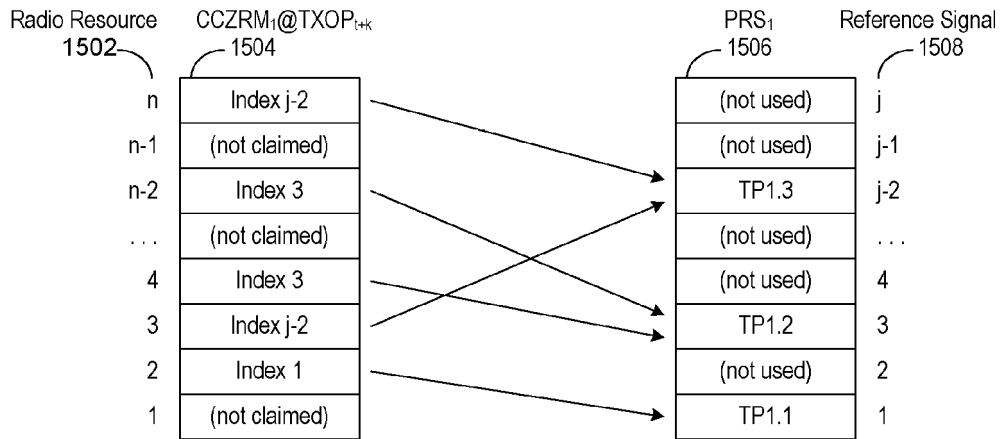 Radio Resource CCZRM₁@TXOPₜ₊ₖ PRS₁ Reference Signal
1502 1504 1506 1508
n Index j-2 (not used) j
n-1 (not claimed) (not used) j-1
n-2 Index 3 TP1.3 j-2
. . . (not claimed) (not used) . . .
4 Index 3 (not used) 4
3 Index j-2 TP1.2 3
2 Index 1 (not used) 2
1 (not claimed) TP1.1 1